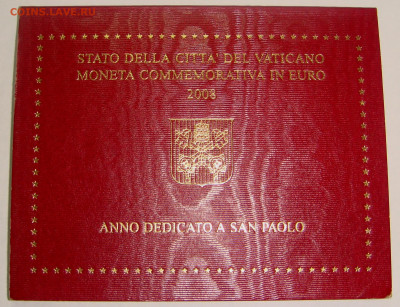 COINS.LAVE.RU
STATO DELLA CITTA' DEL VATICANO
MONETA COMMEMORATIVA IN EURO
2008
ANNO DEDICATO A SAN PAOLO